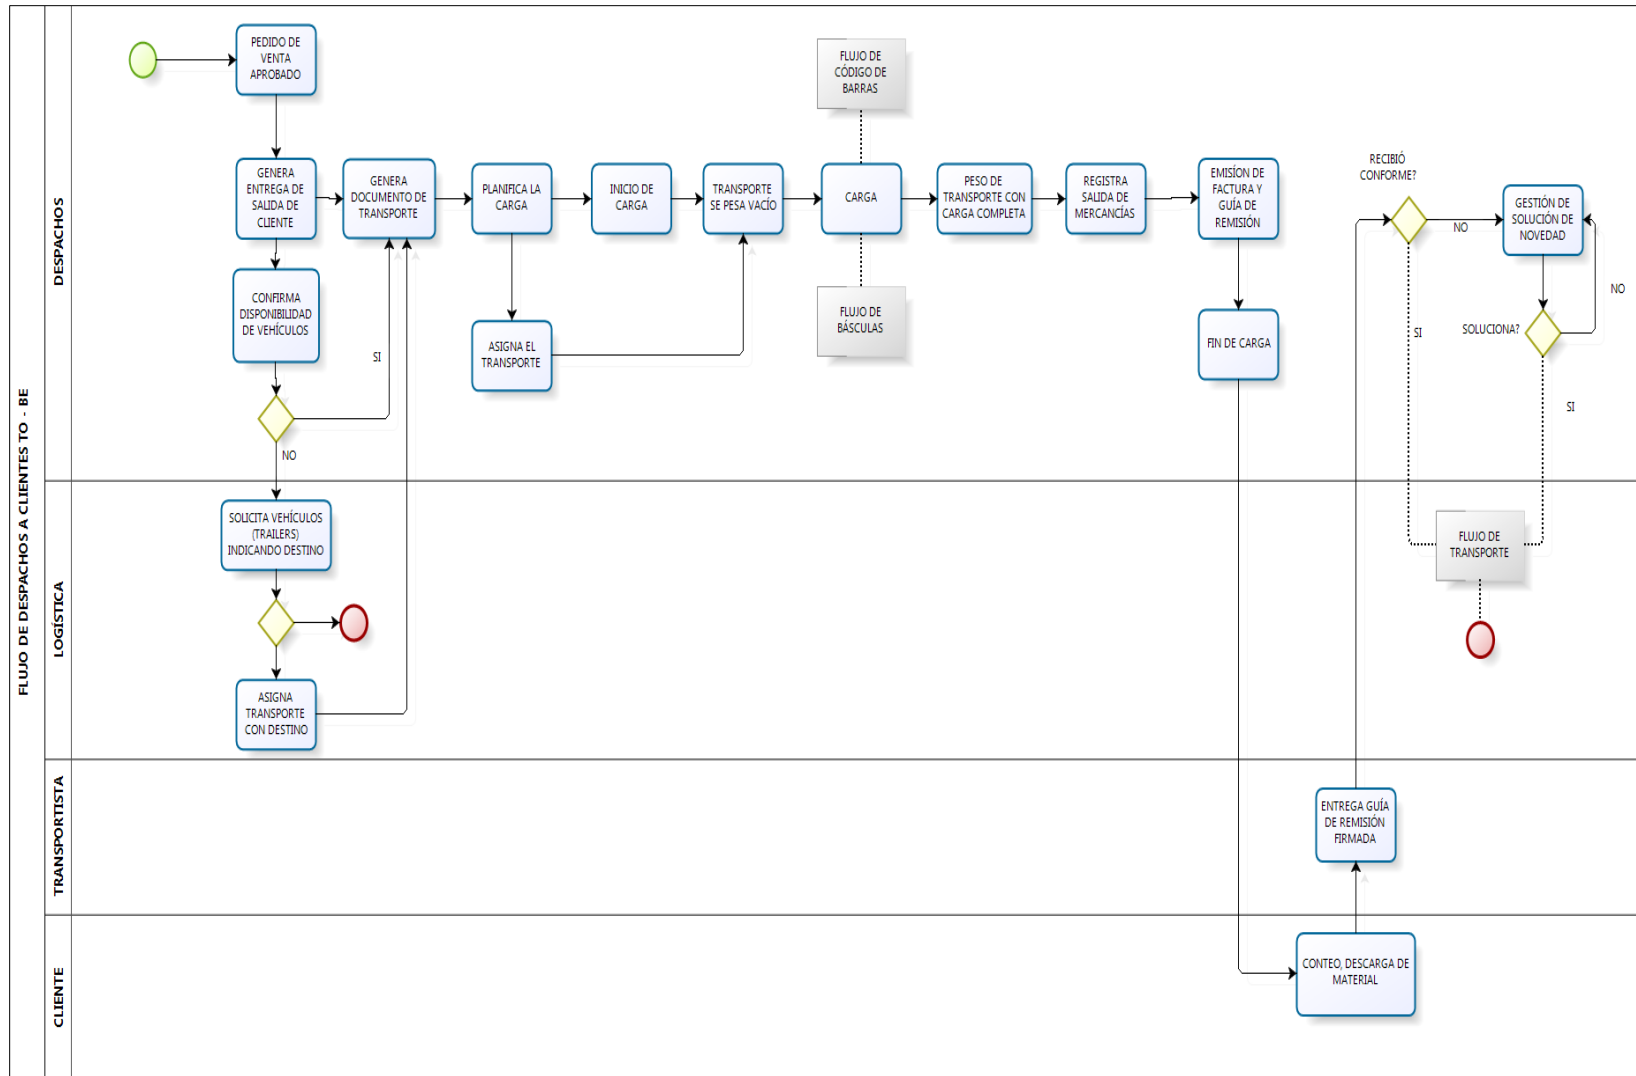 FLUJO DE DESPACHOS A CLIENTES TO - BE
DESPACHOS
PEDIDO DE
VENTA
APROBADO
GENERA
ENTREGA DE
SALIDA DE
CLIENTE
GENERA
DOCUMENTO DE
TRANSPORTE
PLANIFICA LA
CARGA
INICIO DE
CARGA
TRANSPORTE
SE PESA VACÍO
FLUJO DE
CÓDIGO DE
BARRAS
CARGA
FLUJO DE
BÁSCULAS
PESO DE
TRANSPORTE CON
CARGA COMPLETA
REGISTRA
SALIDA DE
MERCANCÍAS
EMISÍON DE
FACTURA Y
GUÍA DE
REMISIÓN
FIN DE CARGA
RECIBIÓ
CONFORME?
NO
GESTIÓN DE
SOLUCIÓN DE
NOVEDAD
NO
SOLUCIONA?
SI
SI
CONFIRMA
DISPONIBILIDAD
DE VEHÍCULOS
SI
ASIGNA EL
TRANSPORTE
NO
LOGÍSTICA
SOLICITA VEHÍCULOS
(TRAILERS)
INDICANDO DESTINO
ASIGNA
TRANSPORTE
CON DESTINO
FLUJO DE
TRANSPORTE
TRANSPORTISTA
ENTREGA GUÍA
DE REMISIÓN
FIRMADA
CLIENTE
CONTEO, DESCARGA DE
MATERIAL